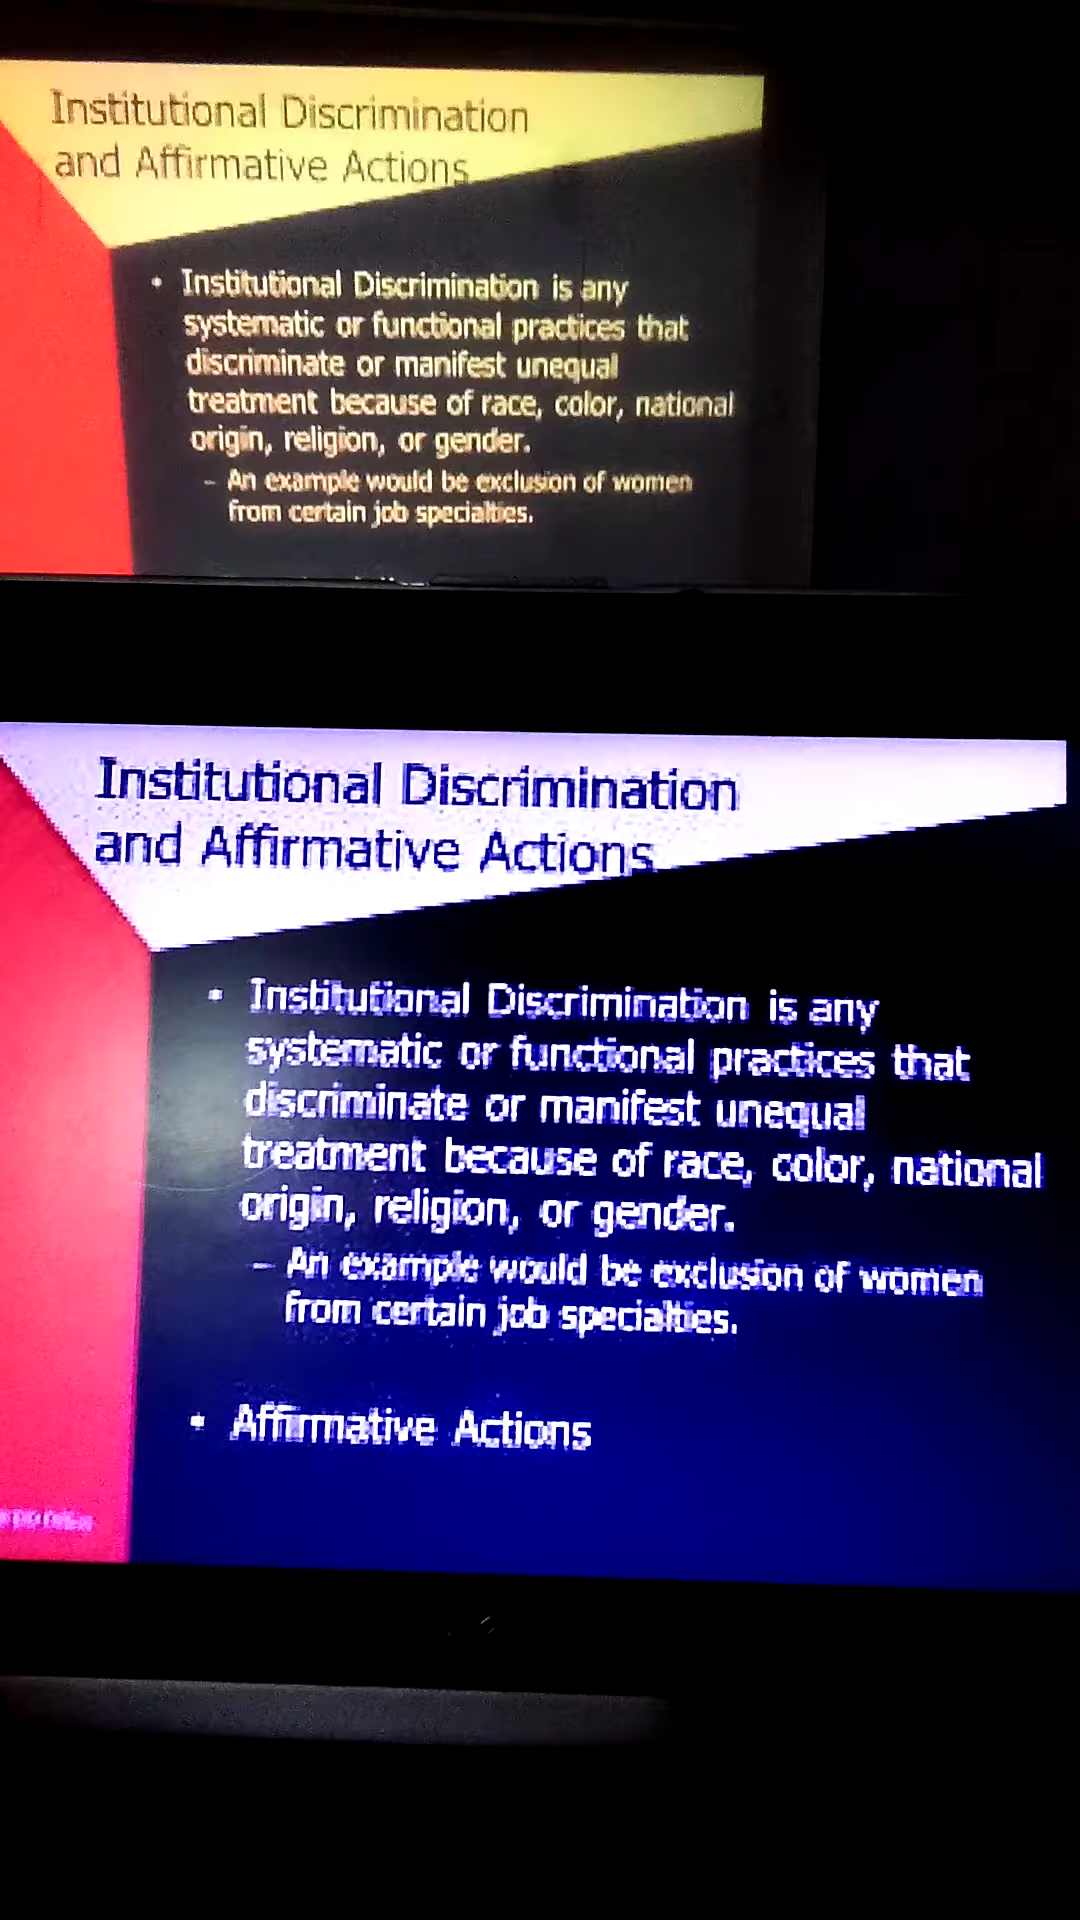 Institutional Discrimination
and Affirmative Actions
• Institutional Discrimination is any
systematic or functional practices that
discriminate or manifest unequal
treatment because of race, color, national
origin, religion, or gender.
– An example would be exclusion of women
from certain job specialties.
Institutional Discrimination
and Affirmative Actions
• Institutional Discrimination is any
systematic or functional practices that
discriminate or manifest unequal
treatment because of race, color, national
origin, religion, or gender.
– An example would be exclusion of women
from certain job specialties.
• Affirmative Actions